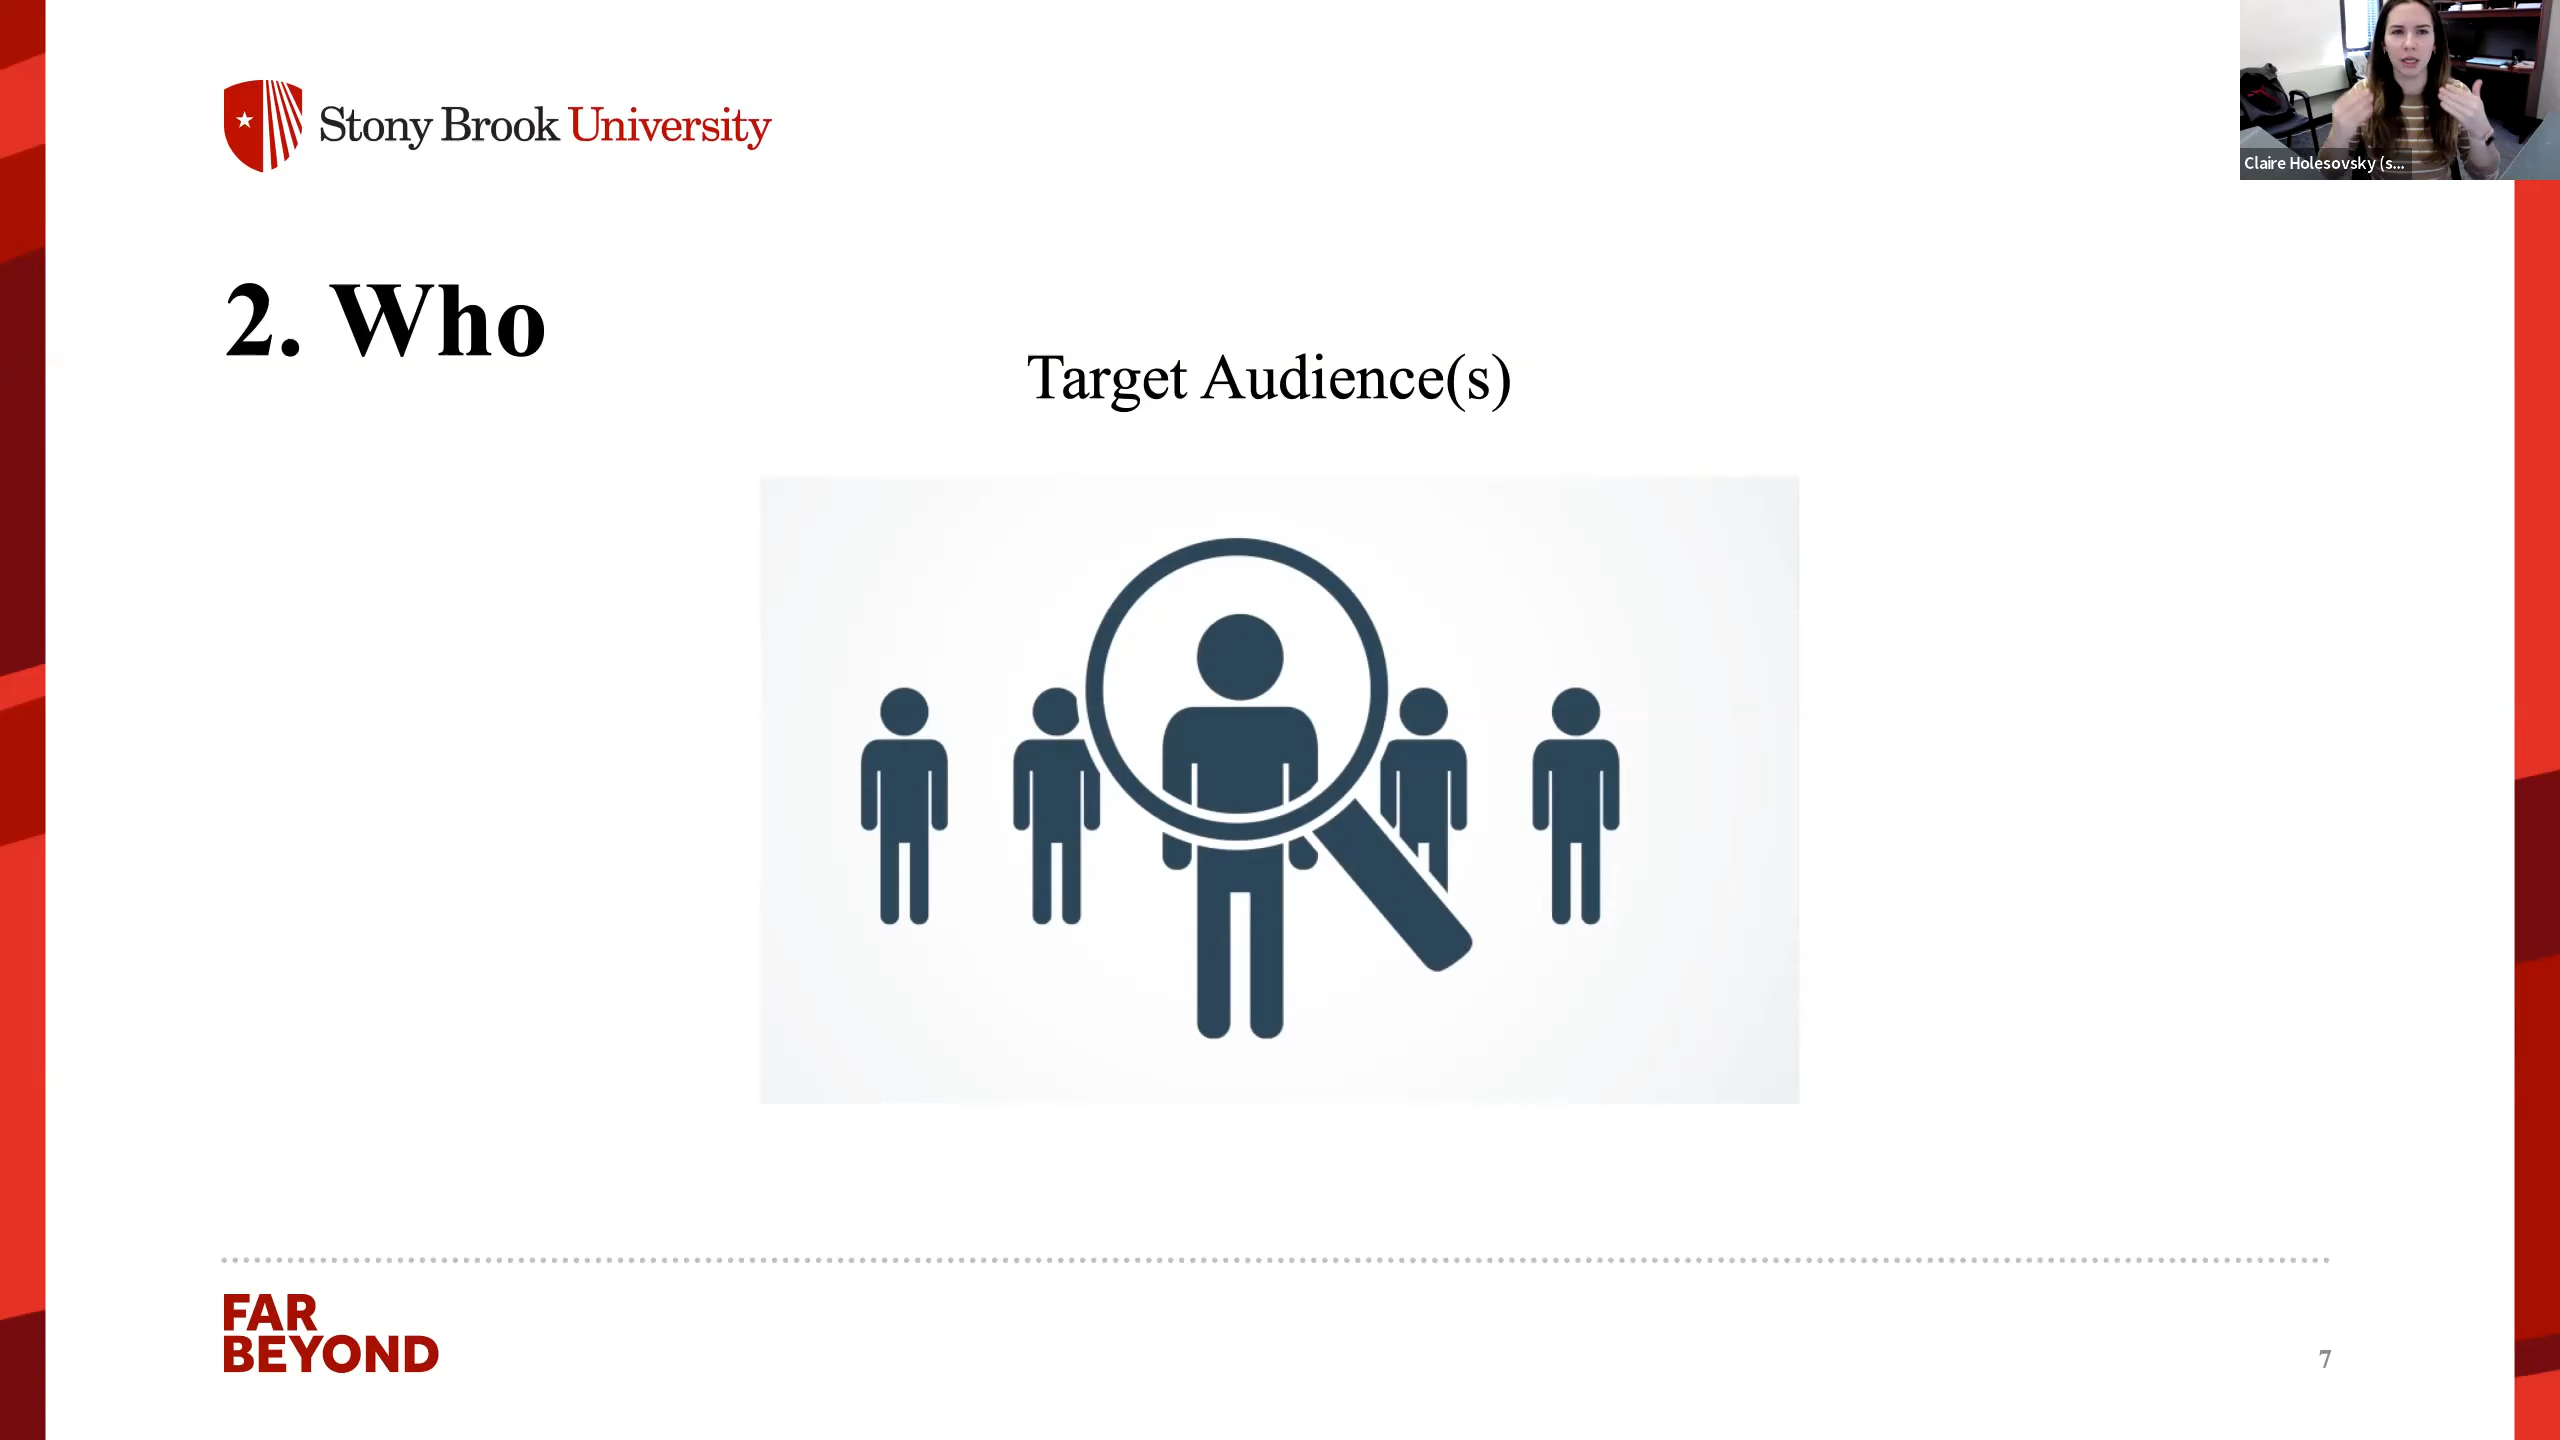 Stony Brook University
Claire Holesovsky (s...
2. Who
Target Audience(s)
FAR
BEYOND
7